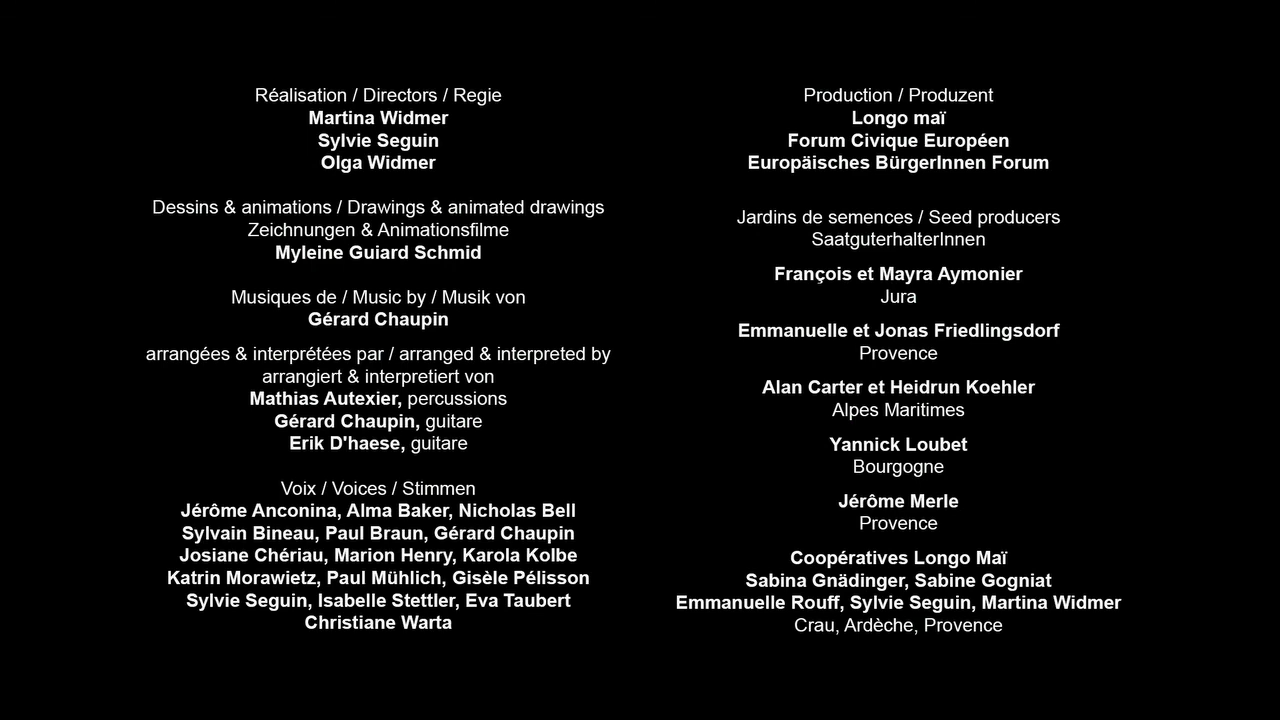 Réalisation / Directors / Regie
Martina Widmer
Sylvie Seguin
Olga Widmer
Dessins & animations / Drawings & animated drawings
Zeichnungen & Animationsfilme
Myleine Guiard Schmid
Musiques de / Music by / Musik von
Gérard Chaupin
arrangées & interprétées par / arranged & interpreted by
arrangiert & interpretiert von
Mathias Autexier, percussions
Gérard Chaupin, guitare
Erik D'haese, guitare
Voix / Voices / Stimmen
Jérôme Anconina, Alma Baker, Nicholas Bell
Sylvain Bineau, Paul Braun, Gérard Chaupin
Josiane Chériau, Marion Henry, Karola Kolbe
Katrin Morawietz, Paul Mühlich, Gisèle Pélisson
Sylvie Seguin, Isabelle Stettler, Eva Taubert
Christiane Warta
Production / Produzent
Longo maï
Forum Civique Européen
Europäisches BürgerInnen Forum
Jardins de semences / Seed producers
SaatguterhalterInnen
François et Mayra Aymonier
Jura
Emmanuelle et Jonas Friedlingsdorf
Provence
Alan Carter et Heidrun Koehler
Alpes Maritimes
Yannick Loubet
Bourgogne
Jérôme Merle
Provence
Coopératives Longo Maï
Sabina Gnädinger, Sabine Gogniat
Emmanuelle Rouff, Sylvie Seguin, Martina Widmer
Crau, Ardèche, Provence